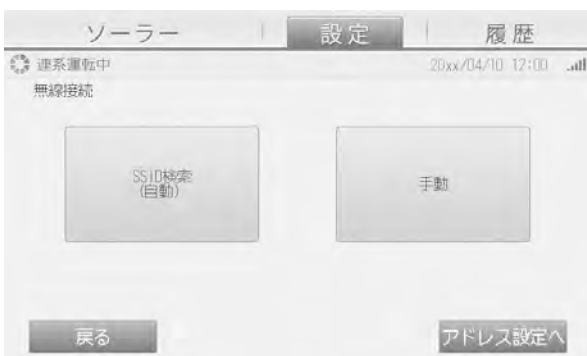 ソーラー 設定 履歴
連系運転中 20xx/04/10 12:00
無線接続
SSID検索
(自動)
手動
戻る アドレス設定へ